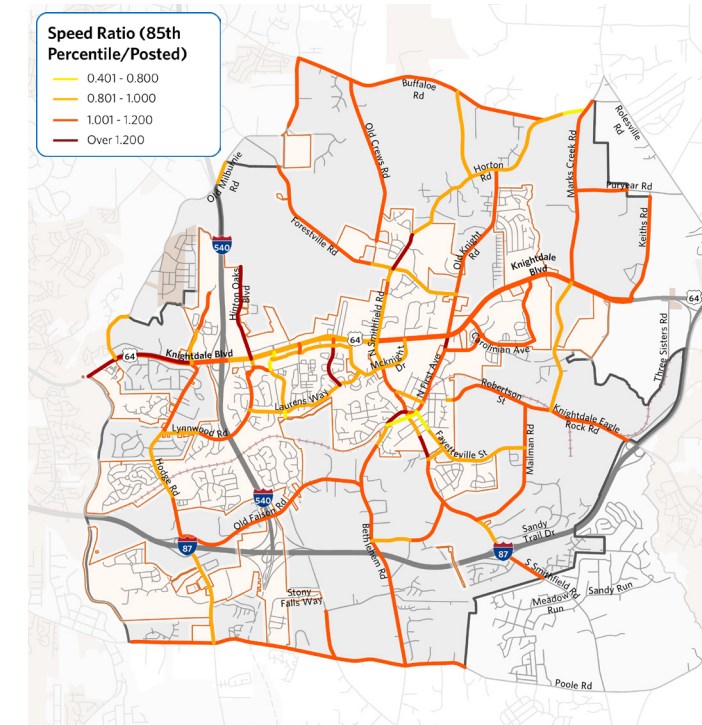 Speed Ratio (85th
Percentile/Posted)
0.401 - 0.800
0.801 - 1.000
1.001 - 1.200
Over 1.200
Buffaloe
Rd
Rolesville
Rd
Old Crews Rd
Marks Creek Rd
Old Milburnie
Rd
Horton
Rd
Puryear Rd
Keiths Rd
Forestville Rd
540
Old Knight
Rd
Knightdale
Blvd
Hinton Oaks
Blvd
N Smithfield Rd
64
64
64
Knightdale Blvd
Mcknight
Dr
N First Ave
Carolinian Ave
Three Sisters Rd
Laurens Way
Robertson
St
Knightdale Eagle
Rock Rd
Lynnwood Rd
Fayetteville St
Mailman Rd
Hodge Rd
540
Old Faison Rd
Bethlehem Rd
Sandy
Trail Dr
87
87
S Smithfield Rd
Stony
Falls Way
Meadow
Run
Sandy Run
Poole Rd